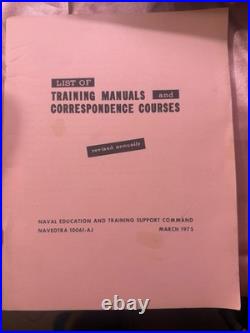 LIST OF
TRAINING MANUALS and
CORRESPONDENCE COURSES
revised annually
NAVAL EDUCATION AND TRAINING SUPPORT COMMAND
NAVEDTRA 10061-AJ MARCH 1975